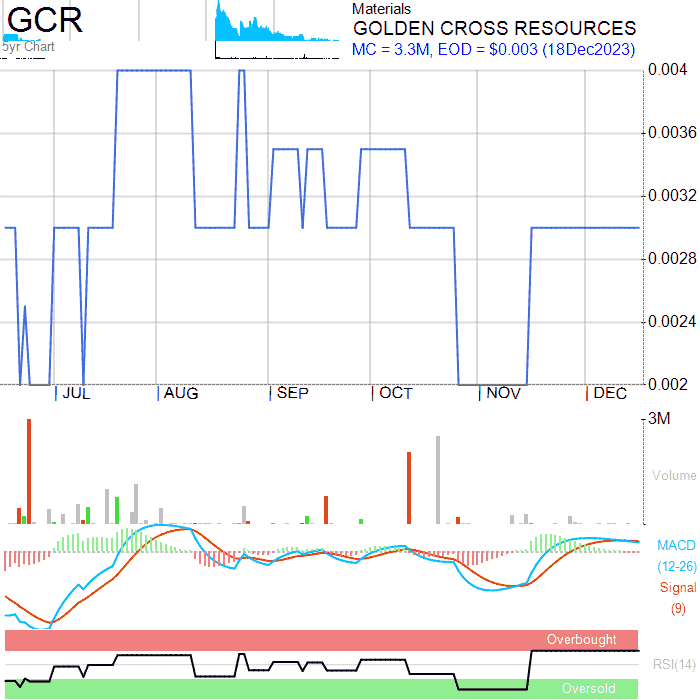 GCR
5yr Chart
Materials
GOLDEN CROSS RESOURCES
MC = 3.3M, EOD = $0.003 (18Dec2023)
0.004
0.0036
0.0032
0.0028
0.0024
0.002
JUL AUG SEP OCT NOV DEC
3M
Volume
MACD
(12-26)
Signal
(9)
Overbought
RSI(14)
Oversold